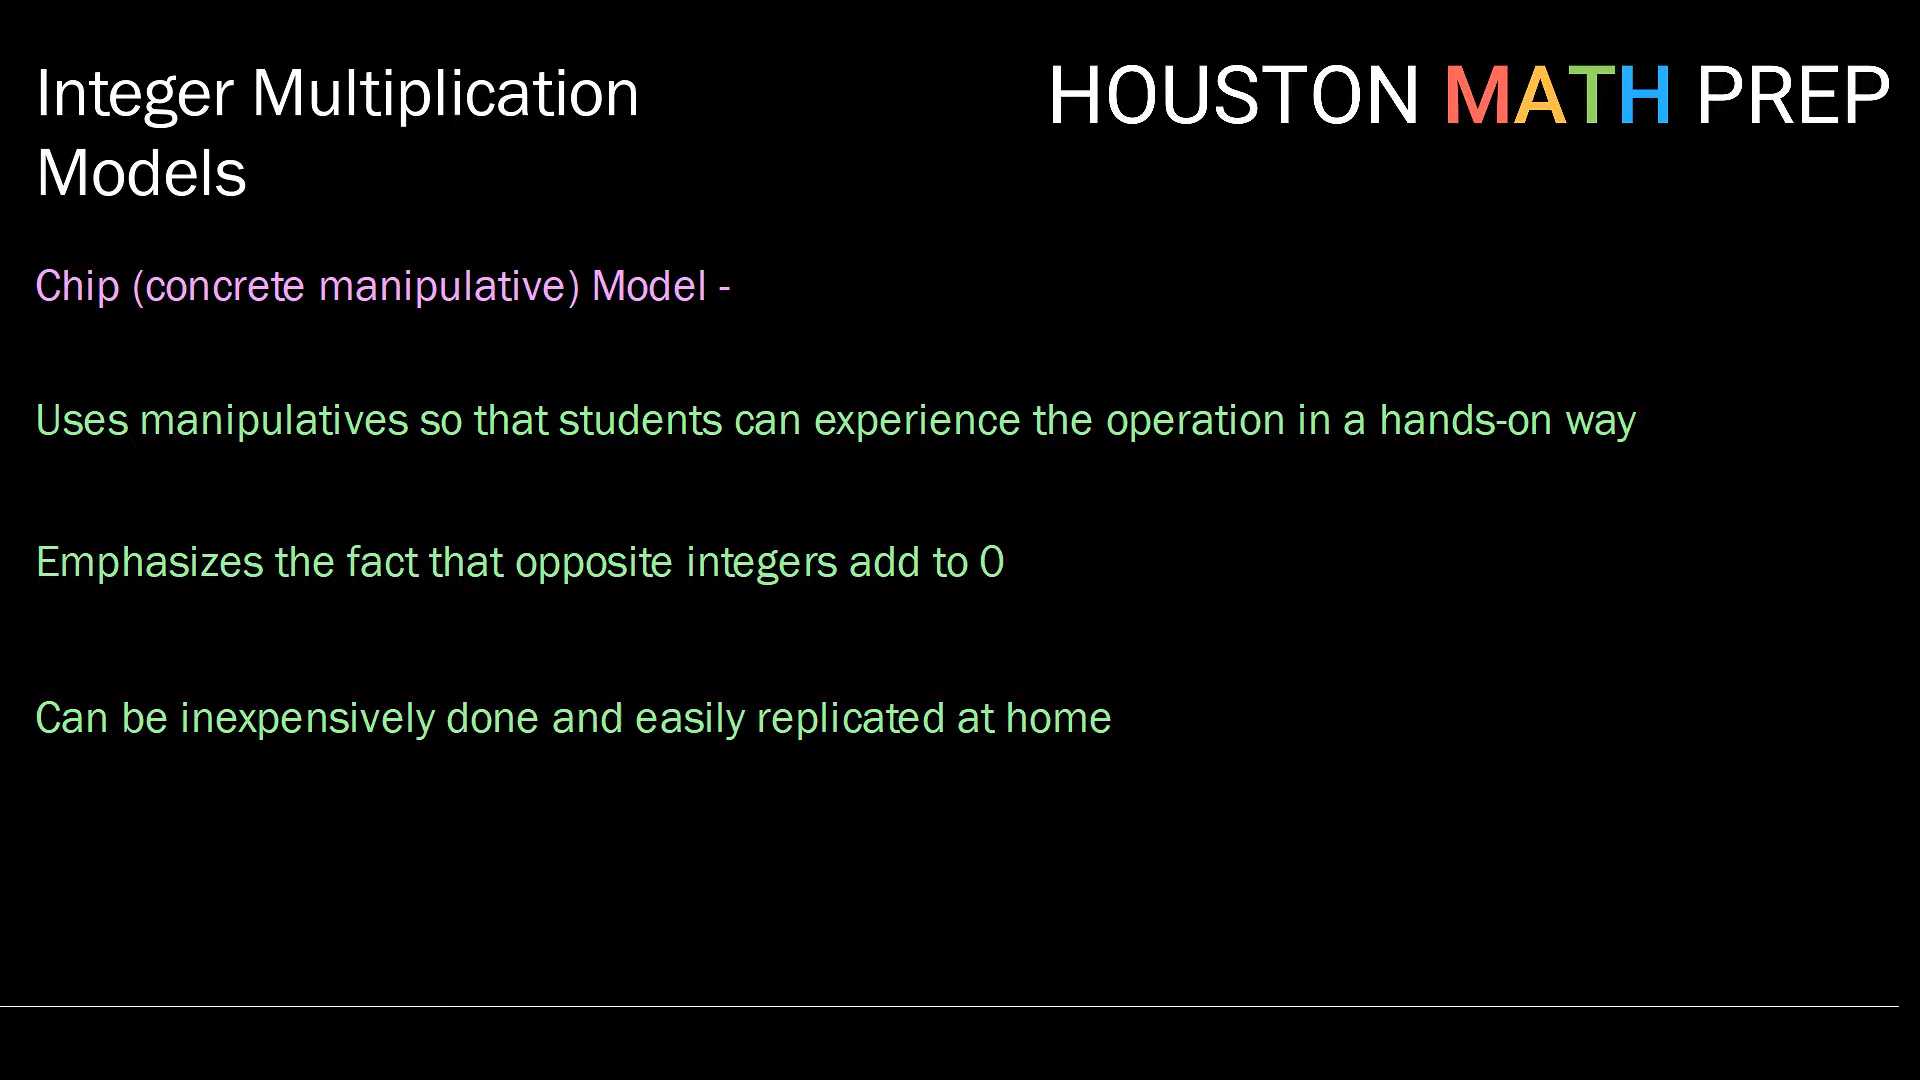 Integer Multiplication
Models
HOUSTON MATH PREP
Chip (concrete manipulative) Model -
Uses manipulatives so that students can experience the operation in a hands-on way
Emphasizes the fact that opposite integers add to 0
Can be inexpensively done and easily replicated at home